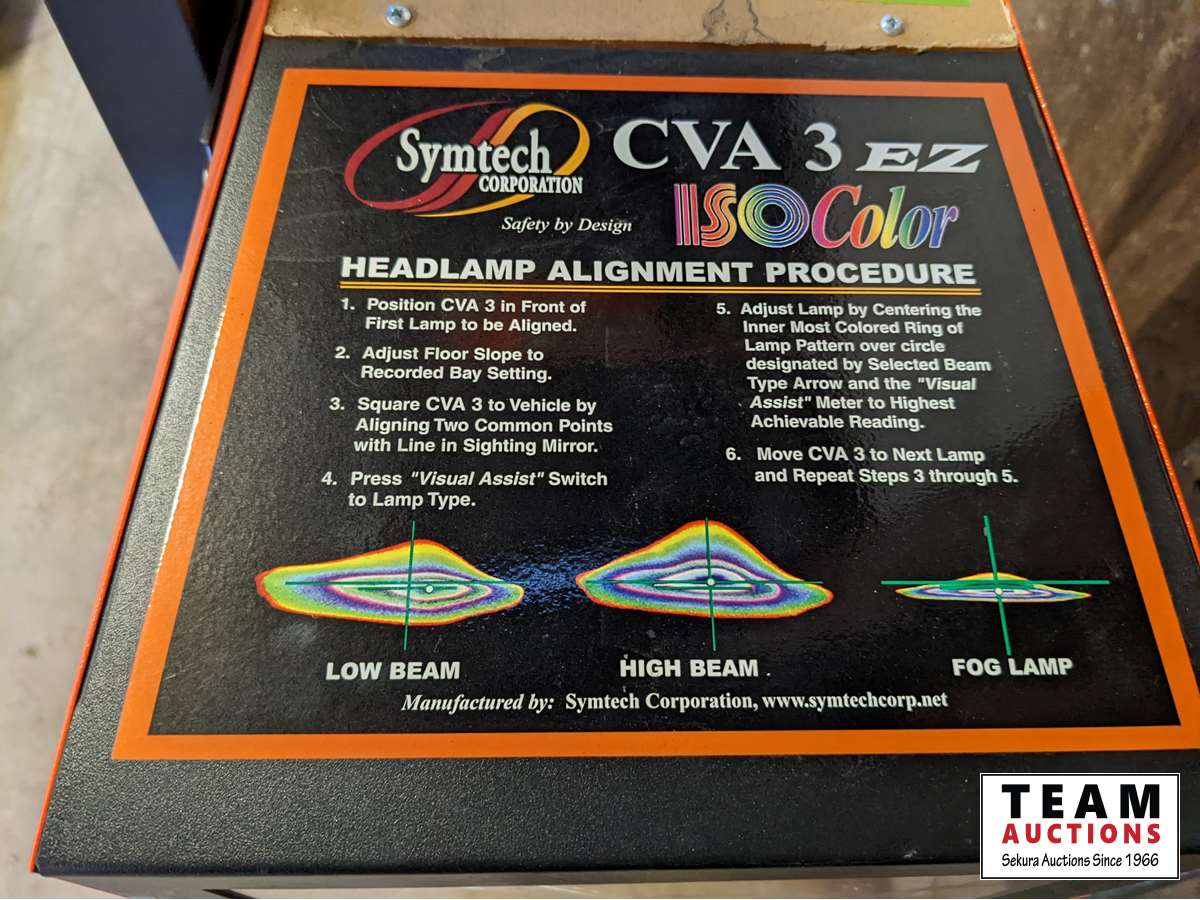 Symtech
CORPORATION
Safety by Design
CVA 3 EZ
ISOColor
HEADLAMP ALIGNMENT PROCEDURE
1. Position CVA 3 in Front of
First Lamp to be Aligned.
2. Adjust Floor Slope to
Recorded Bay Setting.
3. Square CVA 3 to Vehicle by
Aligning Two Common Points
with Line in Sighting Mirror.
4. Press "Visual Assist" Switch
to Lamp Type.
5. Adjust Lamp by Centering the
Inner Most Colored Ring of
Lamp Pattern over circle
designated by Selected Beam
Type Arrow and the "Visual
Assist" Meter to Highest
Achievable Reading.
6. Move CVA 3 to Next Lamp
and Repeat Steps 3 through 5.
LOW BEAM
HIGH BEAM
FOG LAMP
Manufactured by: Symtech Corporation, www.symtechcorp.net
TEAM
AUCTIONS
Sekura Auctions Since 1966